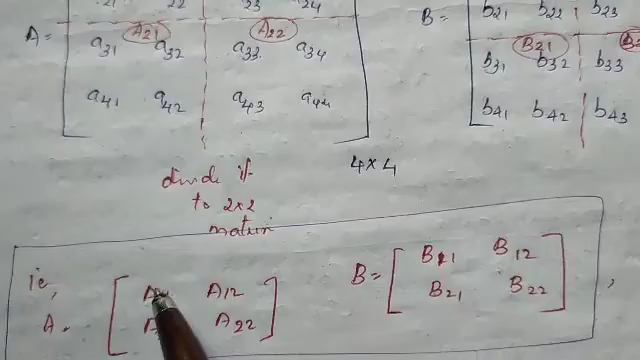 B= b21 b22 b23
A= A21 A22 B21
a31 a32 a33 a34 b31 b32 b33
a41 a42 a43 a44 b41 b42 b43
4×4
divide it
to 2×2
matrix
ie, A12 B= B11 B12
A= A22 B21 B22 ,